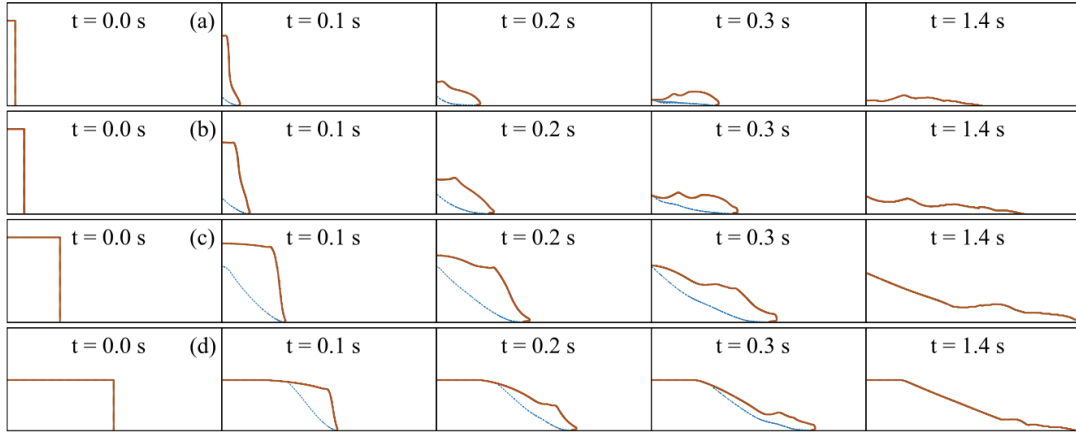 t = 0.0 s (a) t = 0.1 s t = 0.2 s t = 0.3 s t = 1.4 s
t = 0.0 s (b) t = 0.1 s t = 0.2 s t = 0.3 s t = 1.4 s
t = 0.0 s (c) t = 0.1 s t = 0.2 s t = 0.3 s t = 1.4 s
t = 0.0 s (d) t = 0.1 s t = 0.2 s t = 0.3 s t = 1.4 s